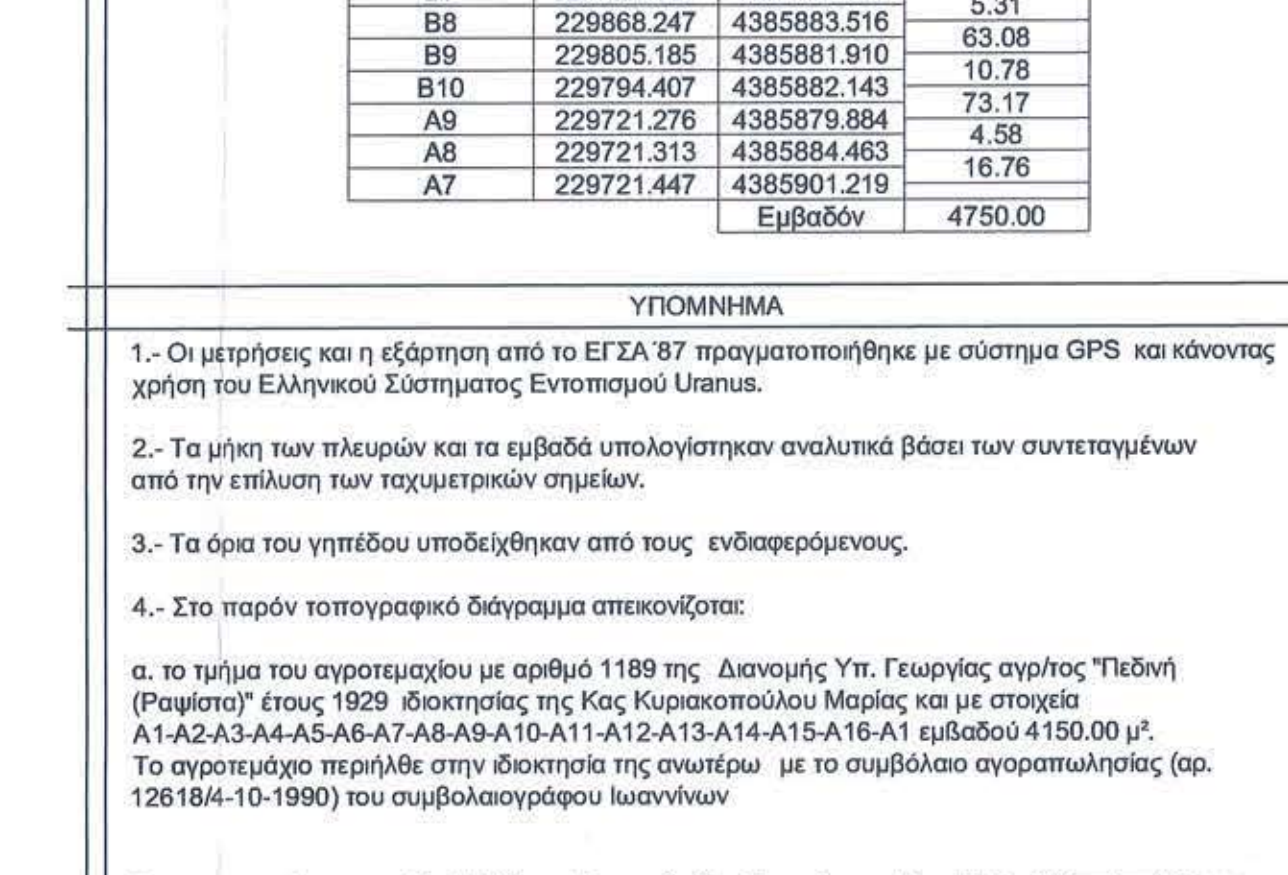 5.31
B8 229868.247 4385883.516
63.08
B9 229805.185 4385881.910
10.78
B10 229794.407 4385882.143
73.17
A9 229721.276 4385879.884
4.58
A8 229721.313 4385884.463
16.76
A7 229721.447 4385901.219
Εμβαδόν 4750.00
ΥΠΟΜΝΗΜΑ
1.- Οι μετρήσεις και η εξάρτηση από το ΕΓΣΑ΄87 πραγματοποιήθηκε με σύστημα GPS και κάνοντας
χρήση του Ελληνικού Σύστηματος Εντοπισμού Uranus.
2.- Τα μήκη των πλευρών και τα εμβαδά υπολογίστηκαν αναλυτικά βάσει των συντεταγμένων
από την επίλυση των ταχυμετρικών σημείων.
3.- Τα όρια του γηπέδου υποδείχθηκαν από τους ενδιαφερόμενους.
4.- Στο παρόν τοπογραφικό διάγραμμα απεικονίζοται:
α. το τμήμα του αγροτεμαχίου με αριθμό 1189 της Διανομής Υπ. Γεωργίας αγρ/τος "Πεδινή
(Ραψίστα)" έτους 1929 ιδιοκτησίας της Κας Κυριακοπούλου Μαρίας και με στοιχεία
Α1-Α2-Α3-Α4-Α5-Α6-Α7-Α8-Α9-Α10-Α11-Α12-Α13-Α14-Α15-Α16-Α1 εμβαδού 4150.00 μ².
Το αγροτεμάχιο περιήλθε στην ιδιοκτησία της ανωτέρω με το συμβόλαιο αγοραπωλησίας (αρ.
12618/4-10-1990) του συμβολαιογράφου Ιωαννίνων